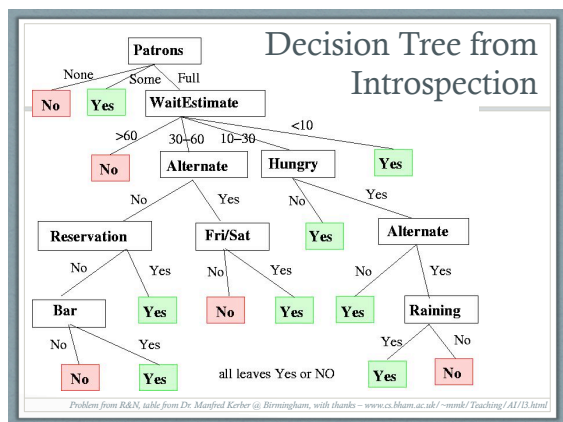 Decision Tree from
Introspection
Patrons
None Some Full
No Yes WaitEstimate
>60 30–60 10–30 <10
No Alternate Hungry Yes
No Yes No Yes
Reservation Fri/Sat Yes Alternate
No Yes No Yes No Yes
Bar Yes No Yes Yes Raining
No Yes Yes No
No Yes all leaves Yes or NO Yes No
Problem from R&N, table from Dr. Manfred Kerber @ Birmingham, with thanks – www.cs.bham.ac.uk/~mmk/Teaching/AI/l3.html